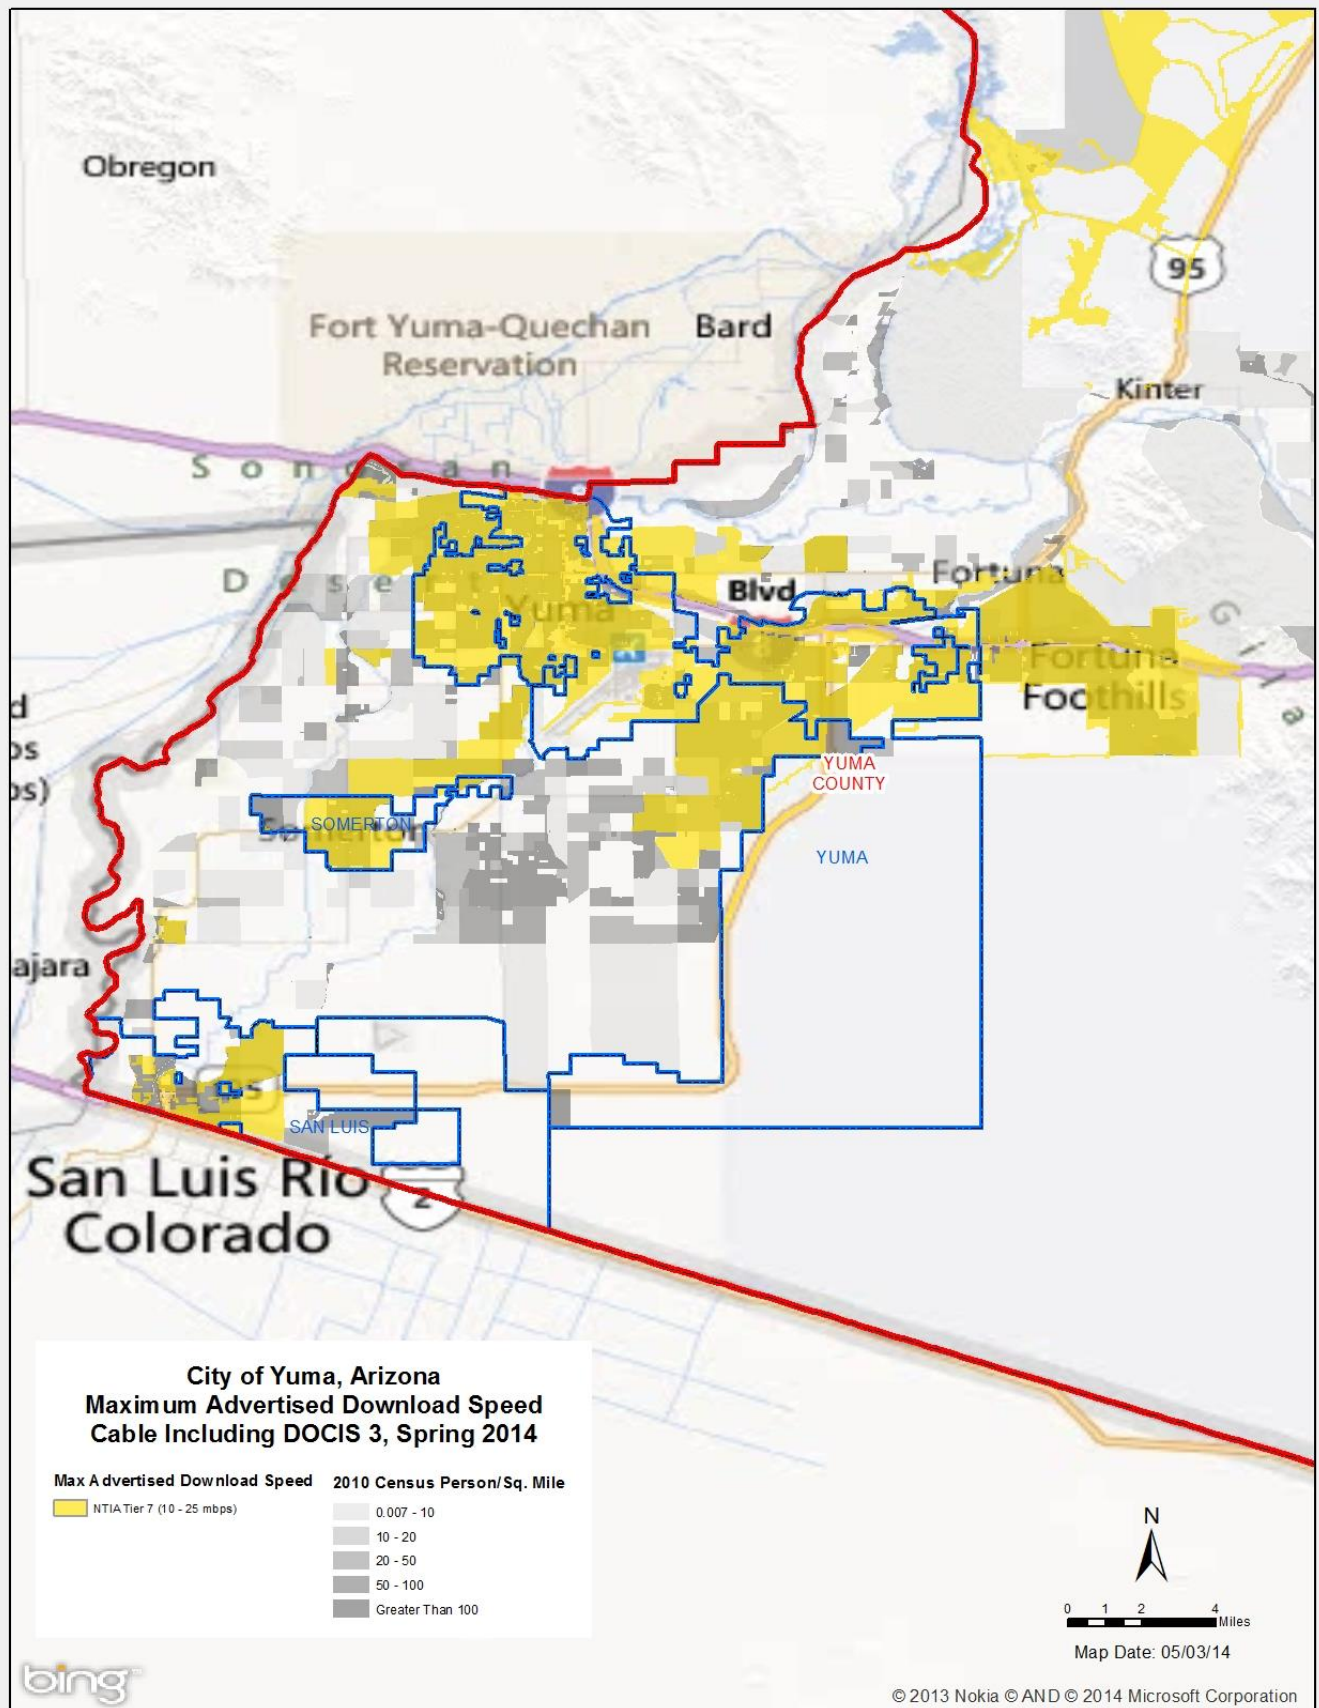 Obregon
95
Fort Yuma-Quechan
Reservation
Bard
Kinter
Sonoran
Desert
Blvd
Fortuna
Yuma
Gila
Fortuna
Foothills
d
os
os)
YUMA
COUNTY
SOMERTON
Somerton
YUMA
ajara
SAN LUIS
San Luis Río
Colorado
2
City of Yuma, Arizona
Maximum Advertised Download Speed
Cable Including DOCIS 3, Spring 2014
Max Advertised Download Speed
NTIA Tier 7 (10 - 25 mbps)
2010 Census Person/Sq. Mile
0.007 - 10
10 - 20
20 - 50
50 - 100
Greater Than 100
N
0 1 2 4
Miles
Map Date: 05/03/14
bing
© 2013 Nokia © AND © 2014 Microsoft Corporation